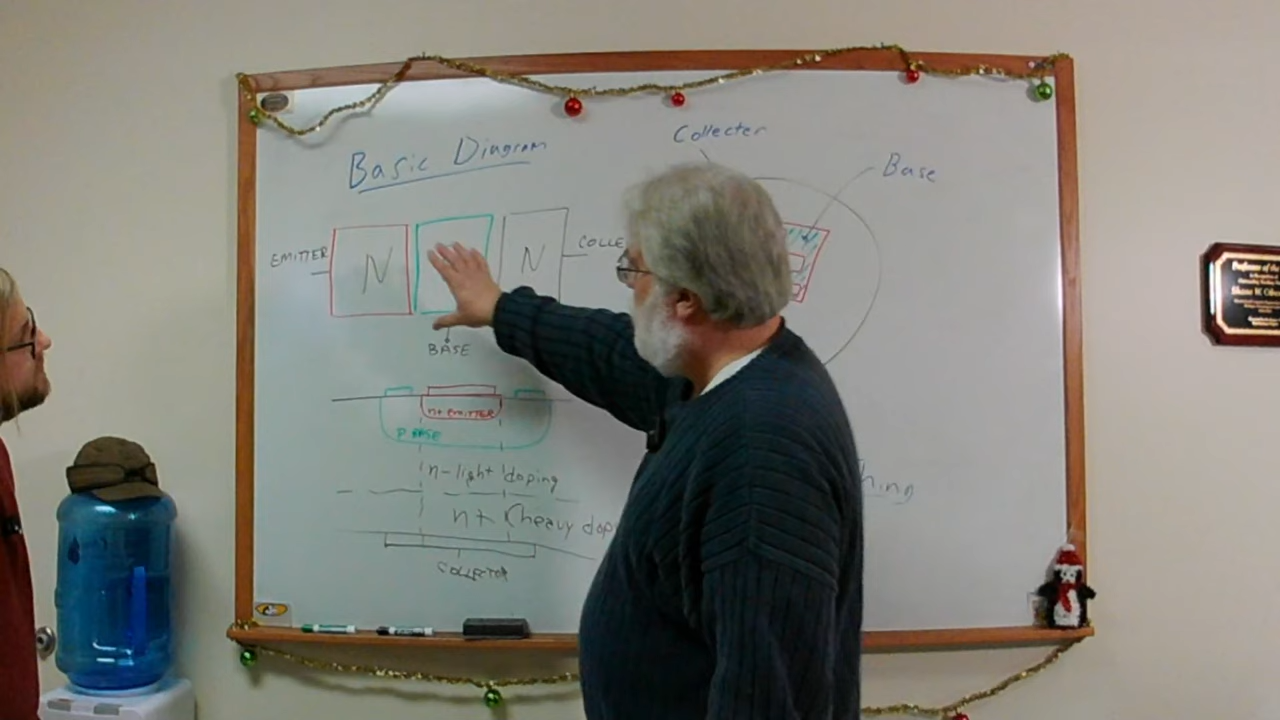 Basic Diagram
Collecter
Base
EMITTER
N
N
COLLE
BASE
n+ EMITTER
P BASE
n-light doping
n+ (heavy dop
COLLECTOR
hing